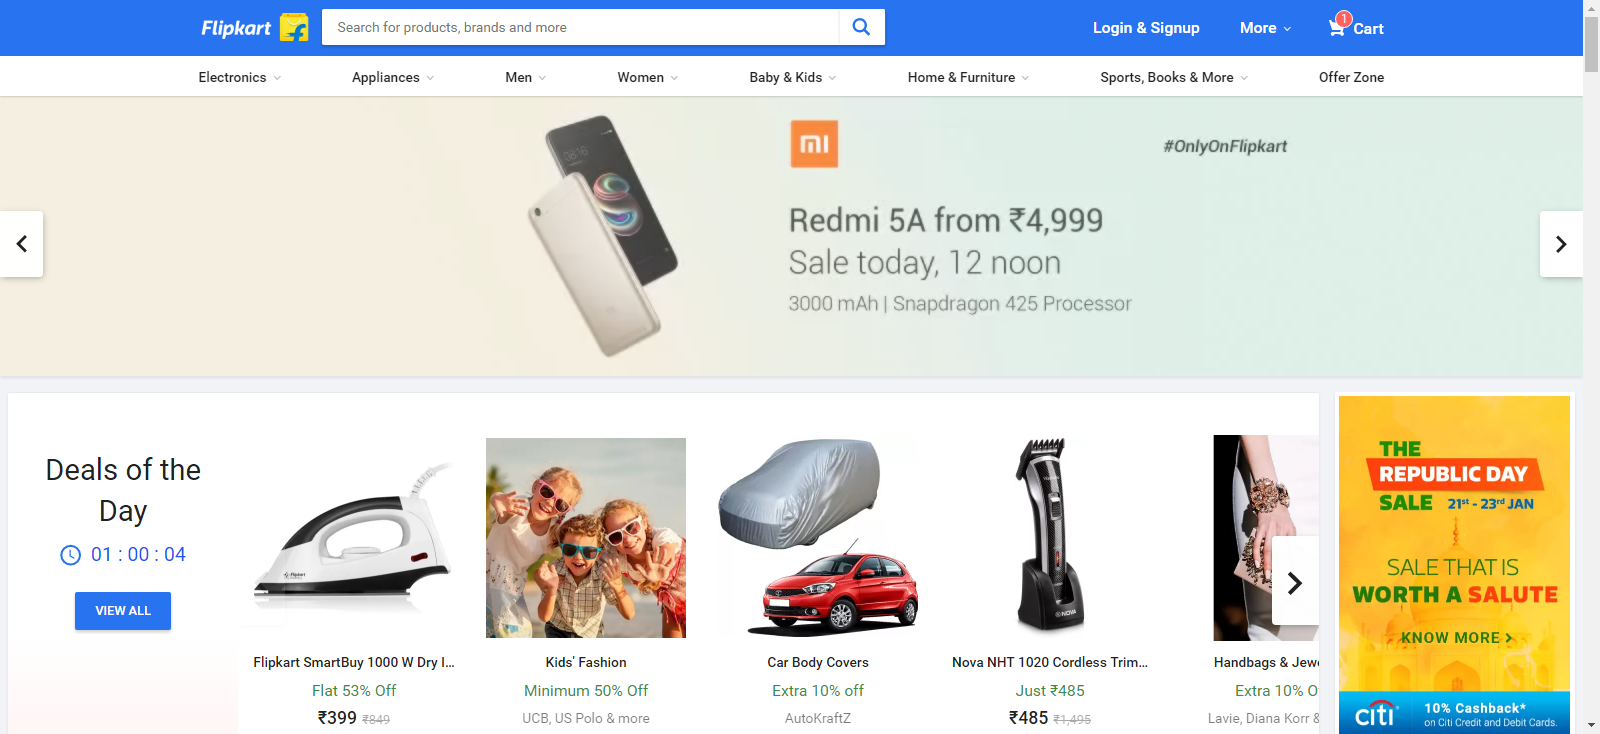 Flipkart
Search for products, brands and more
Login & Signup
More
1
Cart
Electronics
Appliances
Men
Women
Baby & Kids
Home & Furniture
Sports, Books & More
Offer Zone
08:16
mi
#OnlyOnFlipkart
Redmi 5A from ₹4,999
Sale today, 12 noon
3000 mAh | Snapdragon 425 Processor
Deals of the
Day
01 : 00 : 04
VIEW ALL
Flipkart
Flipkart SmartBuy 1000 W Dry I...
Flat 53% Off
₹399 ₹849
Kids' Fashion
Minimum 50% Off
UCB, US Polo & more
Car Body Covers
Extra 10% off
AutoKraftZ
NOVA
Nova NHT 1020 Cordless Trim...
Just ₹485
₹485 ₹1,495
Handbags & Jew
Extra 10% O
Lavie, Diana Korr &
THE
REPUBLIC DAY
SALE 21st - 23rd JAN
SALE THAT IS
WORTH A SALUTE
KNOW MORE
citi
10% Cashback*
on Citi Credit and Debit Cards.